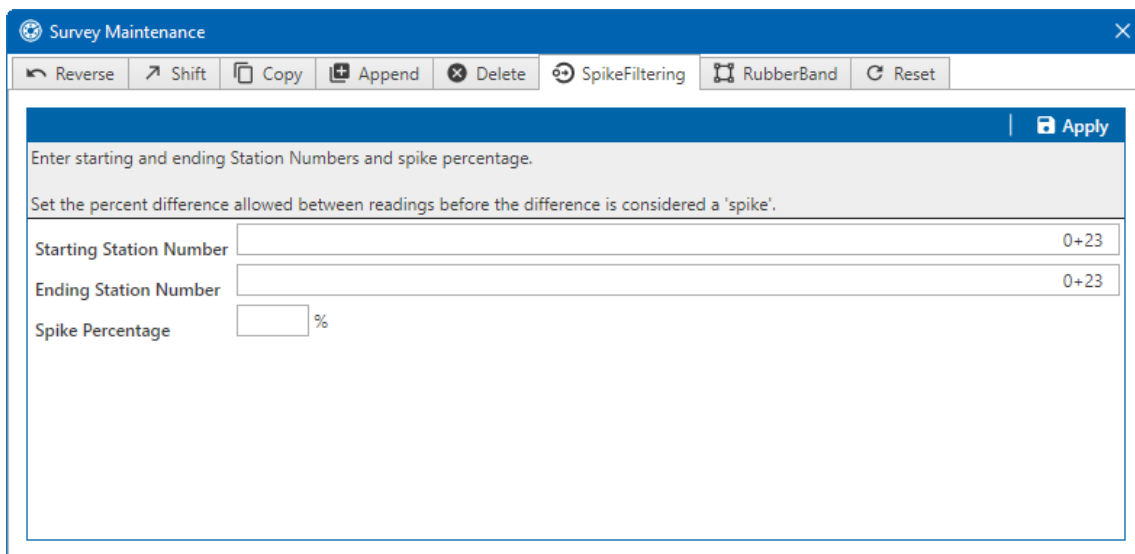 Survey Maintenance
Reverse Shift Copy Append Delete SpikeFiltering RubberBand Reset
Apply
Enter starting and ending Station Numbers and spike percentage.
Set the percent difference allowed between readings before the difference is considered a 'spike'.
Starting Station Number 0+23
Ending Station Number 0+23
Spike Percentage %